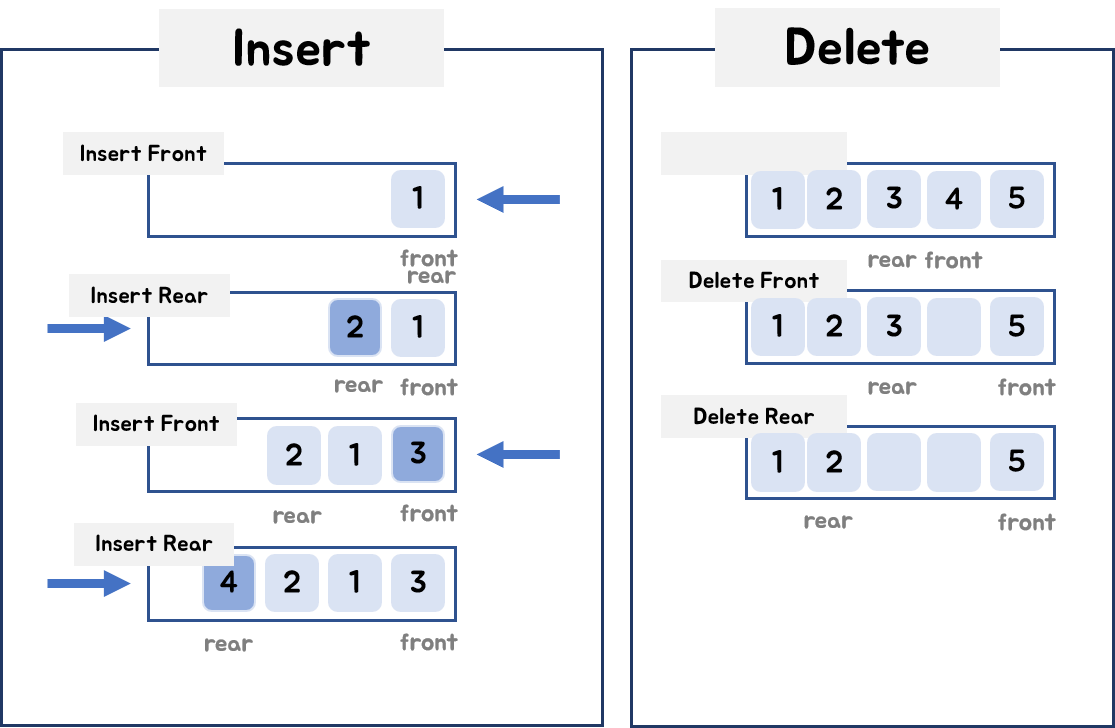 Insert
Insert Front
1
front
rear
Insert Rear
2 1
rear front
Insert Front
2 1 3
rear front
Insert Rear
4 2 1 3
rear front
Delete
1 2 3 4 5
rear front
Delete Front
1 2 3 5
rear front
Delete Rear
1 2 5
rear front